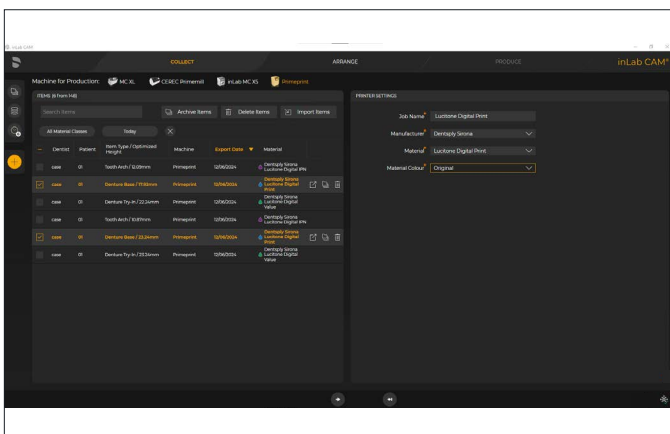 inLab CAM
COLLECT
ARRANGE
PRODUCE
inLab CAM
Machine for Production:
MC XL
CEREC Primemill
inLab MC X5
Primeprint
ITEMS (6 from 148)
Search Items
Archive Items
Delete Items
Import Items
All Material Classes
Today
Dentist
Patient
Item Type / Optimized Height
Machine
Export Date
Material
case 01 Tooth Arch / 12.09mm Primeprint 12/06/2024 Dentsply Sirona
Lucitone Digital IPN
case 01 Denture Base / 17.93mm Primeprint 12/06/2024 Dentsply Sirona
Lucitone Digital
Print
case 01 Denture Try-In / 22.24mm Primeprint 12/06/2024 Dentsply Sirona
Lucitone Digital
Value
case 01 Tooth Arch / 10.87mm Primeprint 12/06/2024 Dentsply Sirona
Lucitone Digital IPN
case 01 Denture Base / 23.24mm Primeprint 12/06/2024 Dentsply Sirona
Lucitone Digital
Print
case 01 Denture Try-In / 23.24mm Primeprint 12/06/2024 Dentsply Sirona
Lucitone Digital
Value
PRINTER SETTINGS
Job Name* Lucitone Digital Print
Manufacturer* Dentsply Sirona
Material* Lucitone Digital Print
Material Colour* Original